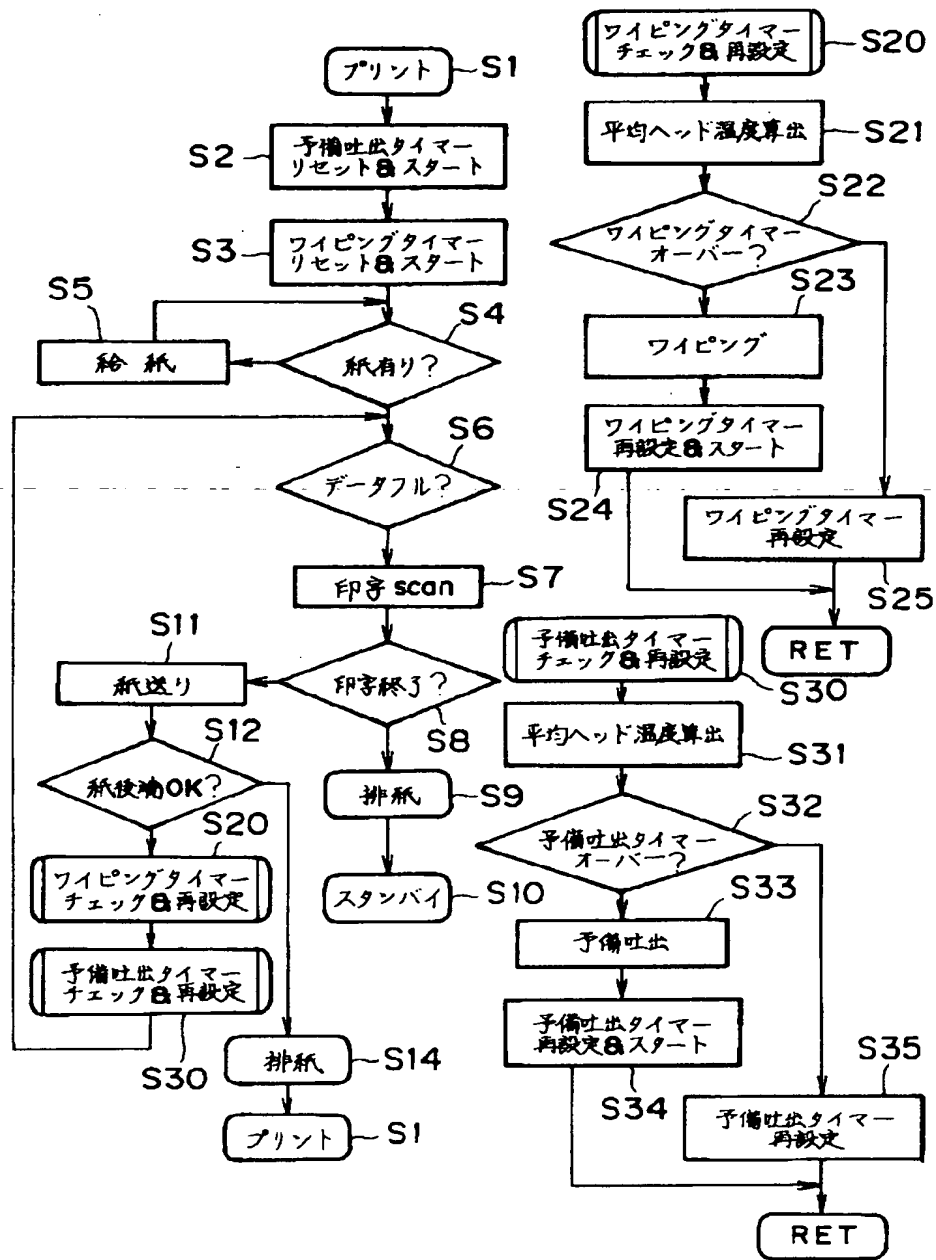 プリント
S1
S2
予備吐出タイマー
リセット&スタート
S3
ワイピングタイマー
リセット&スタート
S5
給紙
S4
紙有り?
S6
データフル?
印字scan
S7
S11
紙送り
印字終了?
S8
S12
紙後端OK?
排紙
S9
S20
ワイピングタイマー
チェック&再設定
スタンバイ
S10
予備吐出タイマー
チェック&再設定
S30
排紙
S14
プリント
S1
ワイピングタイマー
チェック&再設定
S20
平均ヘッド温度算出
S21
S22
ワイピングタイマー
オーバー?
S23
ワイピング
ワイピングタイマー
再設定&スタート
S24
ワイピングタイマー
再設定
S25
RET
予備吐出タイマー
チェック&再設定
S30
平均ヘッド温度算出
S31
S32
予備吐出タイマー
オーバー?
S33
予備吐出
予備吐出タイマー
再設定&スタート
S34
S35
予備吐出タイマー
再設定
RET